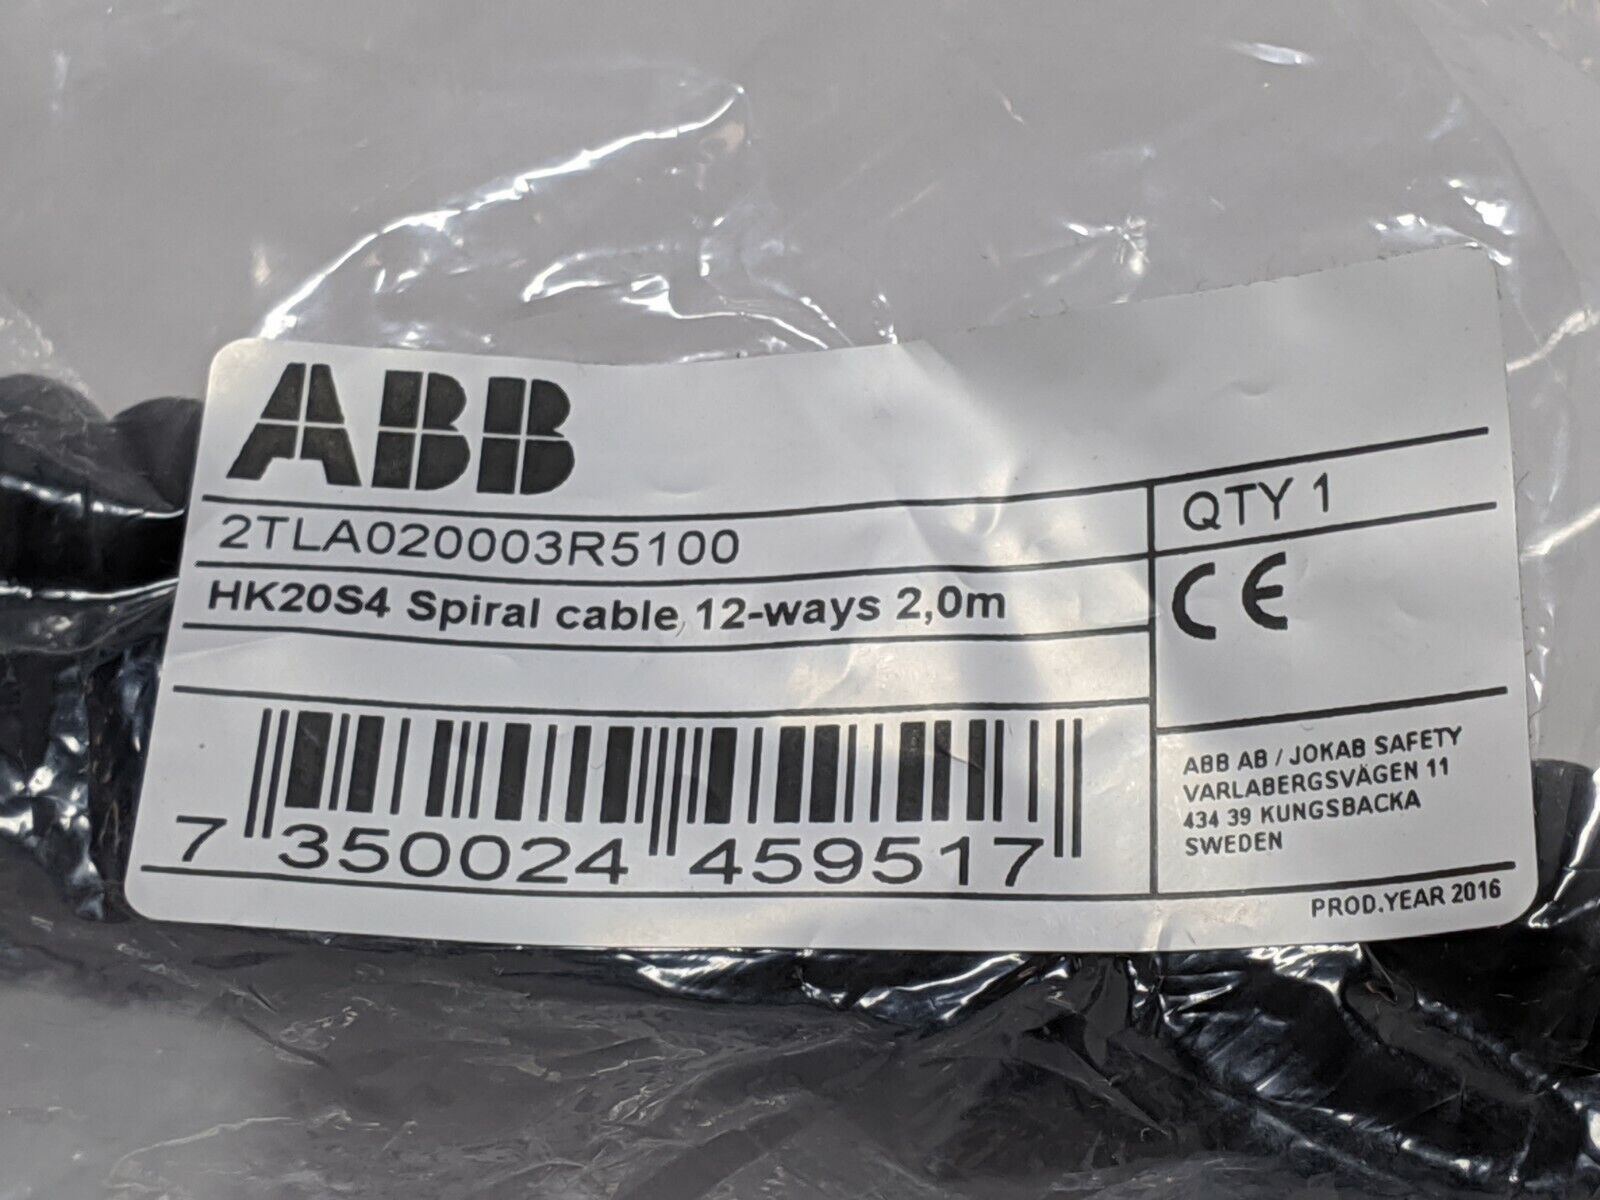 ABB
2TLA020003R5100
QTY 1
HK20S4 Spiral cable, 12-ways 2,0m
CE
7 350024 459517
ABB AB / JOKAB SAFETY
VARLABERGSVÄGEN 11
434 39 KUNGSBACKA
SWEDEN
PROD.YEAR 2016